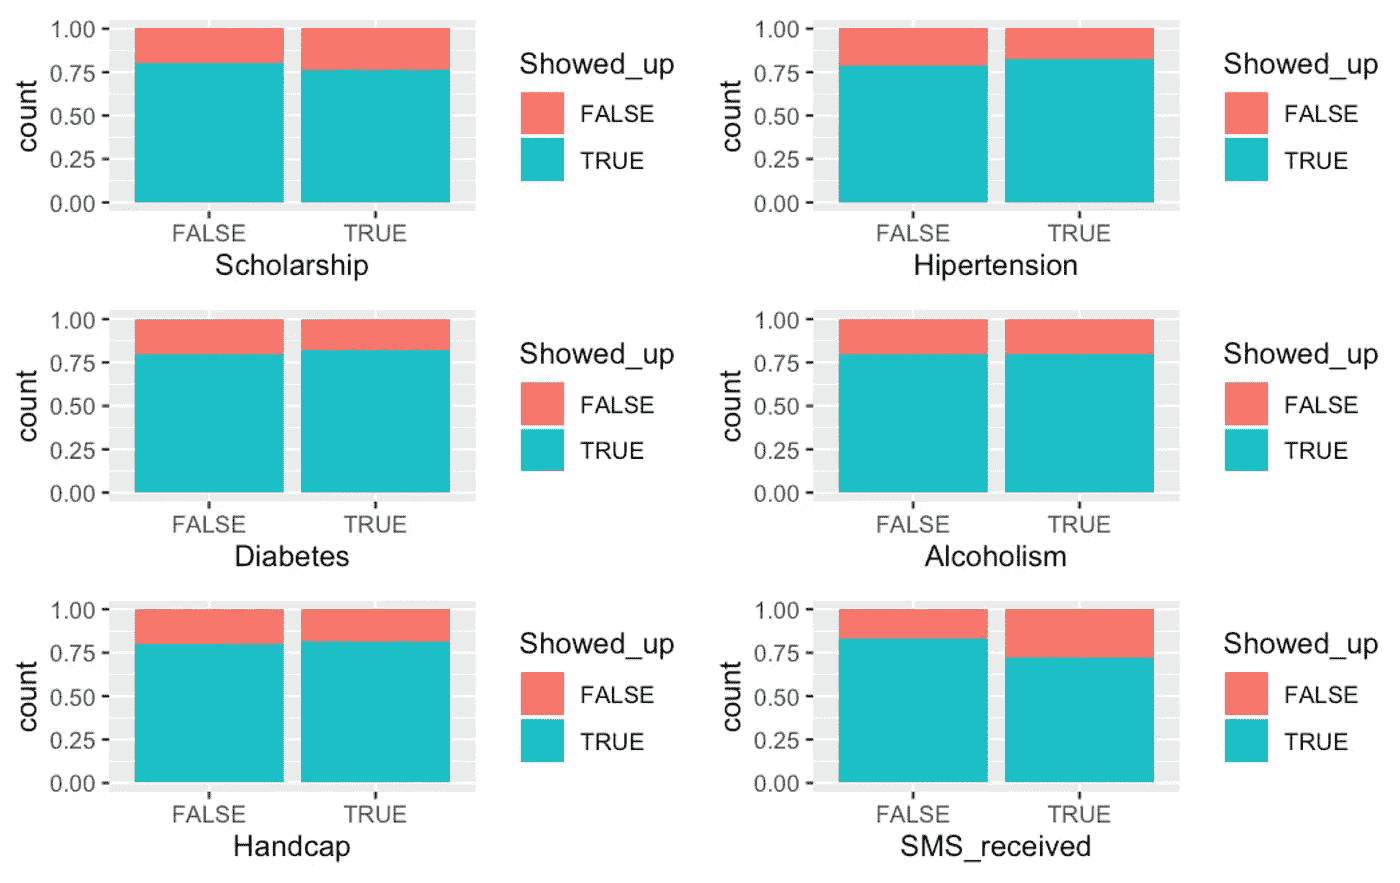 1.00
0.75
0.50
0.25
0.00
count
FALSE TRUE
Scholarship
Showed_up
FALSE
TRUE
1.00
0.75
0.50
0.25
0.00
count
FALSE TRUE
Hipertension
Showed_up
FALSE
TRUE
1.00
0.75
0.50
0.25
0.00
count
FALSE TRUE
Diabetes
Showed_up
FALSE
TRUE
1.00
0.75
0.50
0.25
0.00
count
FALSE TRUE
Alcoholism
Showed_up
FALSE
TRUE
1.00
0.75
0.50
0.25
0.00
count
FALSE TRUE
Handcap
Showed_up
FALSE
TRUE
1.00
0.75
0.50
0.25
0.00
count
FALSE TRUE
SMS_received
Showed_up
FALSE
TRUE